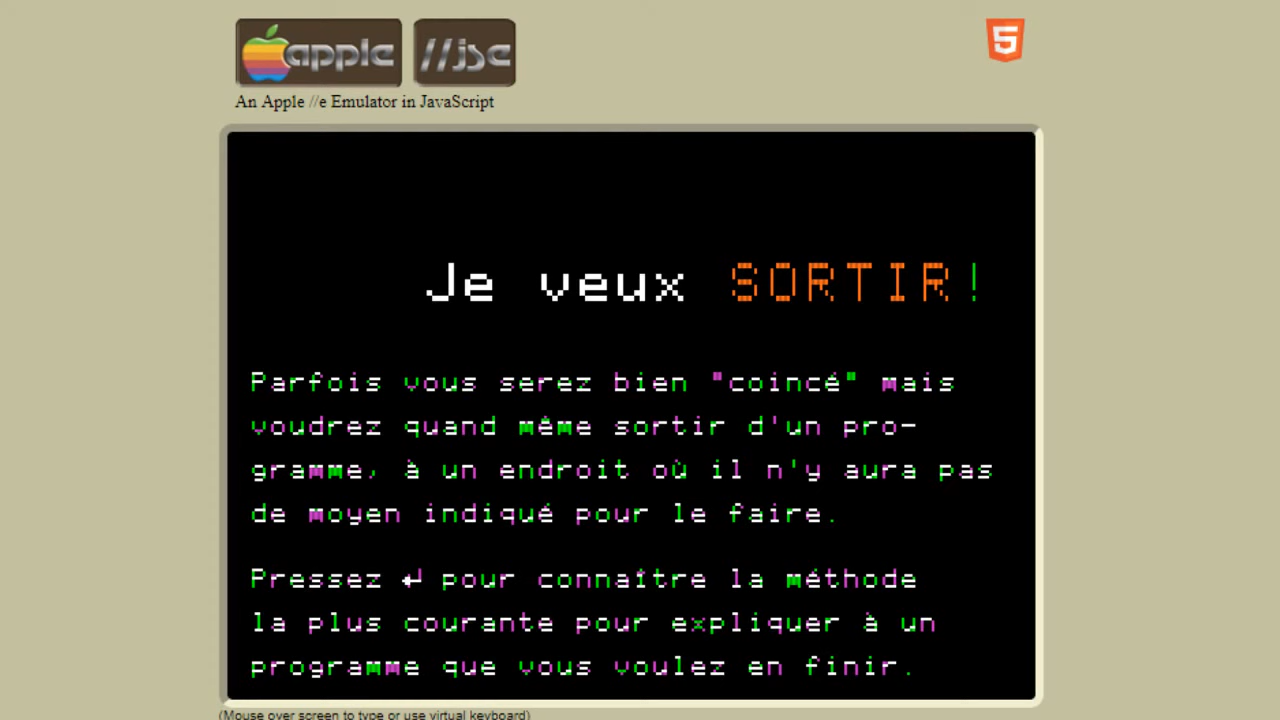 apple //jse
5
An Apple //e Emulator in JavaScript
Je veux SORTIR!
Parfois vous serez bien "coincé" mais
voudrez quand même sortir d'un pro-
gramme, à un endroit où il n'y aura pas
de moyen indiqué pour le faire.
Pressez ↵ pour connaître la méthode
la plus courante pour expliquer à un
programme que vous voulez en finir.
(Mouse over screen to type or use virtual keyboard)